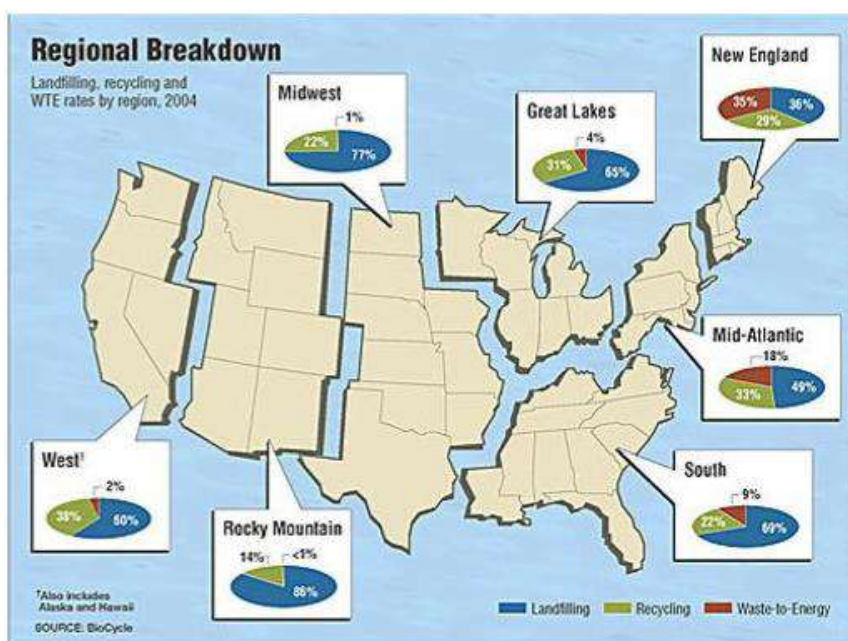 Regional Breakdown
Landfilling, recycling and
WTE rates by region, 2004
Midwest
1%
22%
77%
Great Lakes
4%
31%
65%
New England
35%
36%
29%
Mid-Atlantic
18%
33%
49%
South
9%
22%
69%
West†
2%
38%
60%
Rocky Mountain
14%
<1%
86%
†Also includes
Alaska and Hawaii
SOURCE: BioCycle
Landfilling
Recycling
Waste-to-Energy